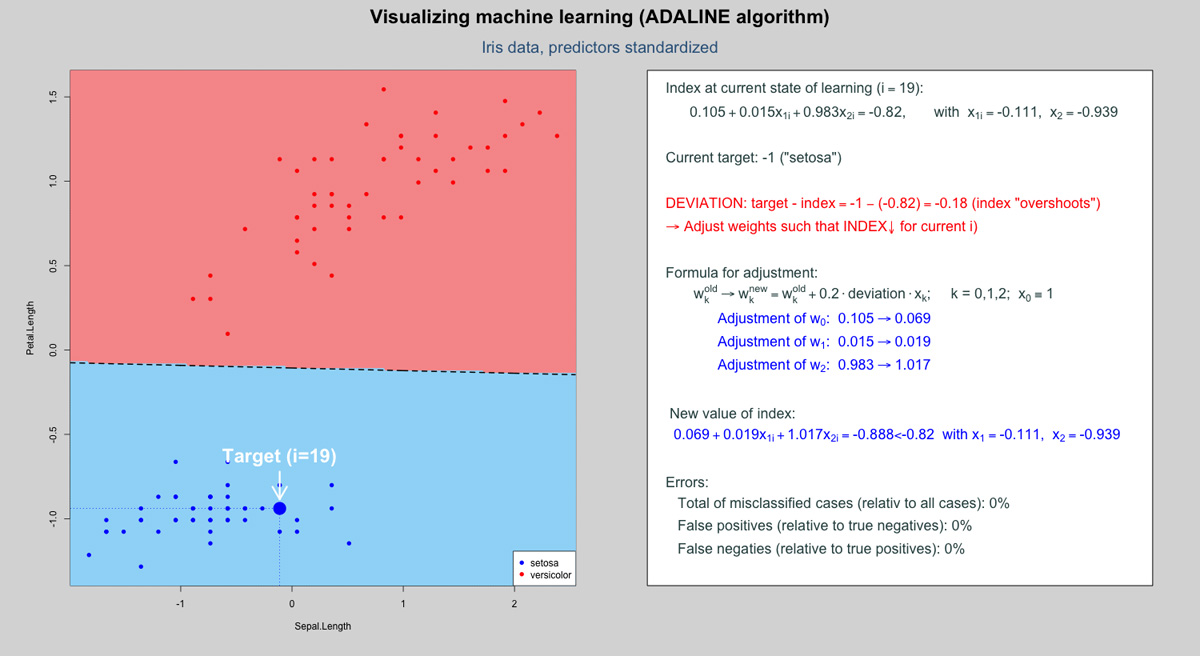 Visualizing machine learning (ADALINE algorithm)
Iris data, predictors standardized
Petal.Length
1.5
1.0
0.5
0.0
-0.5
-1.0
Target (i=19)
setosa
versicolor
-1
0
1
2
Sepal.Length
Index at current state of learning (i = 19):
0.105 + 0.015x1i + 0.983x2i = -0.82, with x1i = -0.111, x2 = -0.939
Current target: -1 ("setosa")
DEVIATION: target - index = -1 – (-0.82) = -0.18 (index "overshoots")
→ Adjust weights such that INDEX↓ for current i)
Formula for adjustment:
wk^old → wk^new = wk^old + 0.2 · deviation · xk; k = 0,1,2; x0 ≡ 1
Adjustment of w0: 0.105 → 0.069
Adjustment of w1: 0.015 → 0.019
Adjustment of w2: 0.983 → 1.017
New value of index:
0.069 + 0.019x1i + 1.017x2i = -0.888<-0.82 with x1 = -0.111, x2 = -0.939
Errors:
Total of misclassified cases (relativ to all cases): 0%
False positives (relative to true negatives): 0%
False negaties (relative to true positives): 0%